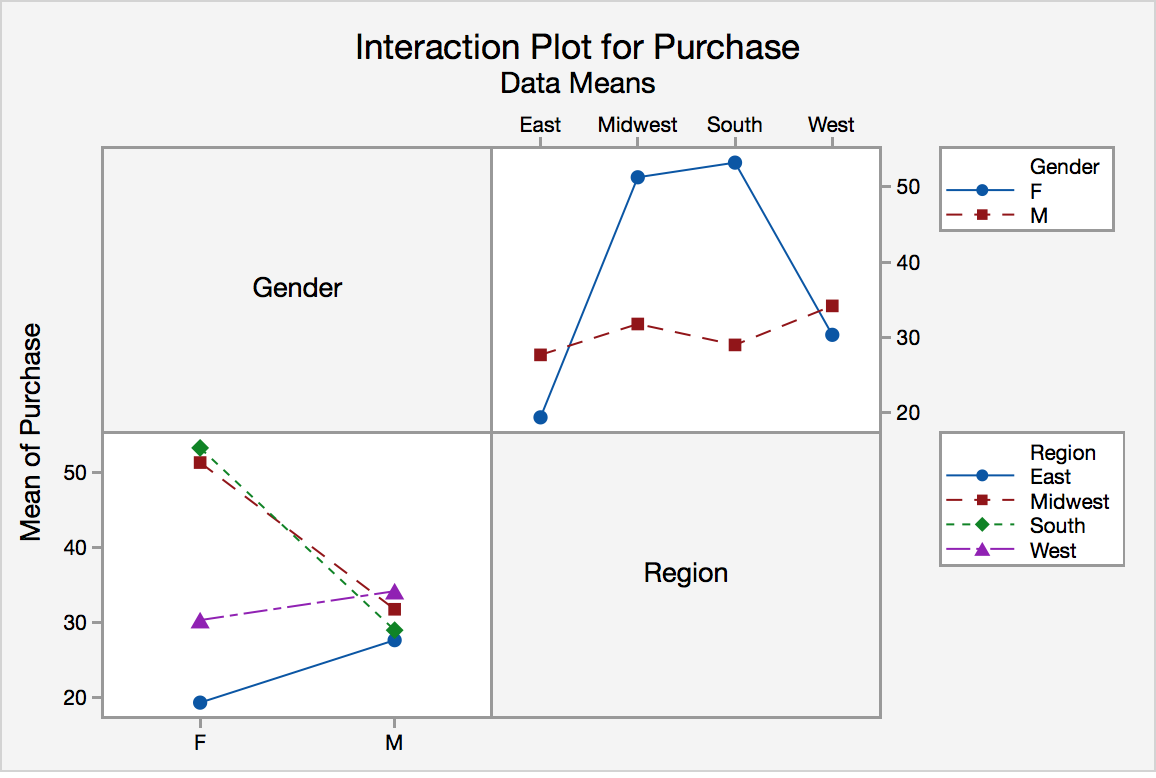 Interaction Plot for Purchase
Data Means
East Midwest South West
Gender
F
M
50
40
30
20
Gender
Mean of Purchase
50
40
30
20
Region
East
Midwest
South
West
Region
F M